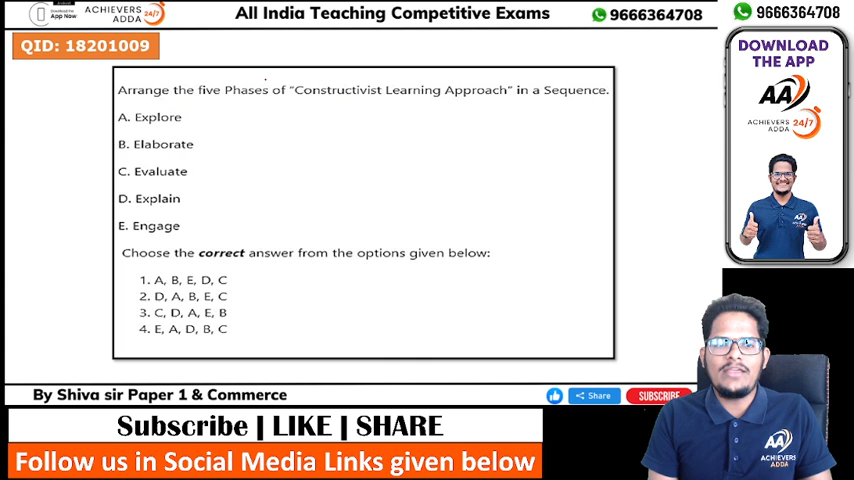 Download the
App Now
ACHIEVERS
ADDA 24/7
All India Teaching Competitive Exams
9666364708
9666364708
QID: 18201009
Arrange the five Phases of "Constructivist Learning Approach" in a Sequence.
A. Explore
B. Elaborate
C. Evaluate
D. Explain
E. Engage
Choose the correct answer from the options given below:
1. A, B, E, D, C
2. D, A, B, E, C
3. C, D, A, E, B
4. E, A, D, B, C
DOWNLOAD
THE APP
AA
ACHIEVERS
ADDA 24/7
AA
By Shiva sir Paper 1 & Commerce
Share
SUBSCRIBE
Subscribe | LIKE | SHARE
Follow us in Social Media Links given below
AA
ACHIEVERS
ADDA